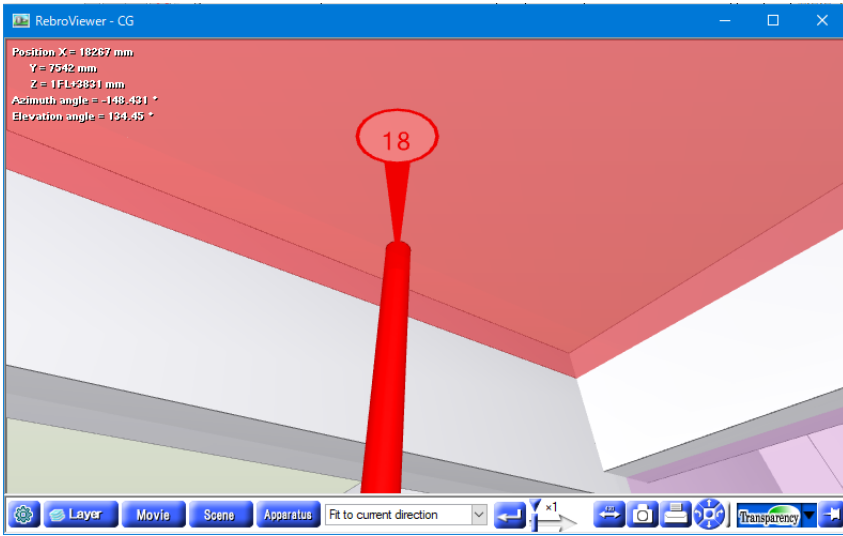 RebroViewer - CG
Position X = 18267 mm
Y = 7542 mm
Z = 1FL+3831 mm
Azimuth angle = -148.431 °
Elevation angle = 134.45 °
18
Layer Movie Scene Apparatus Fit to current direction ×1 Transparency